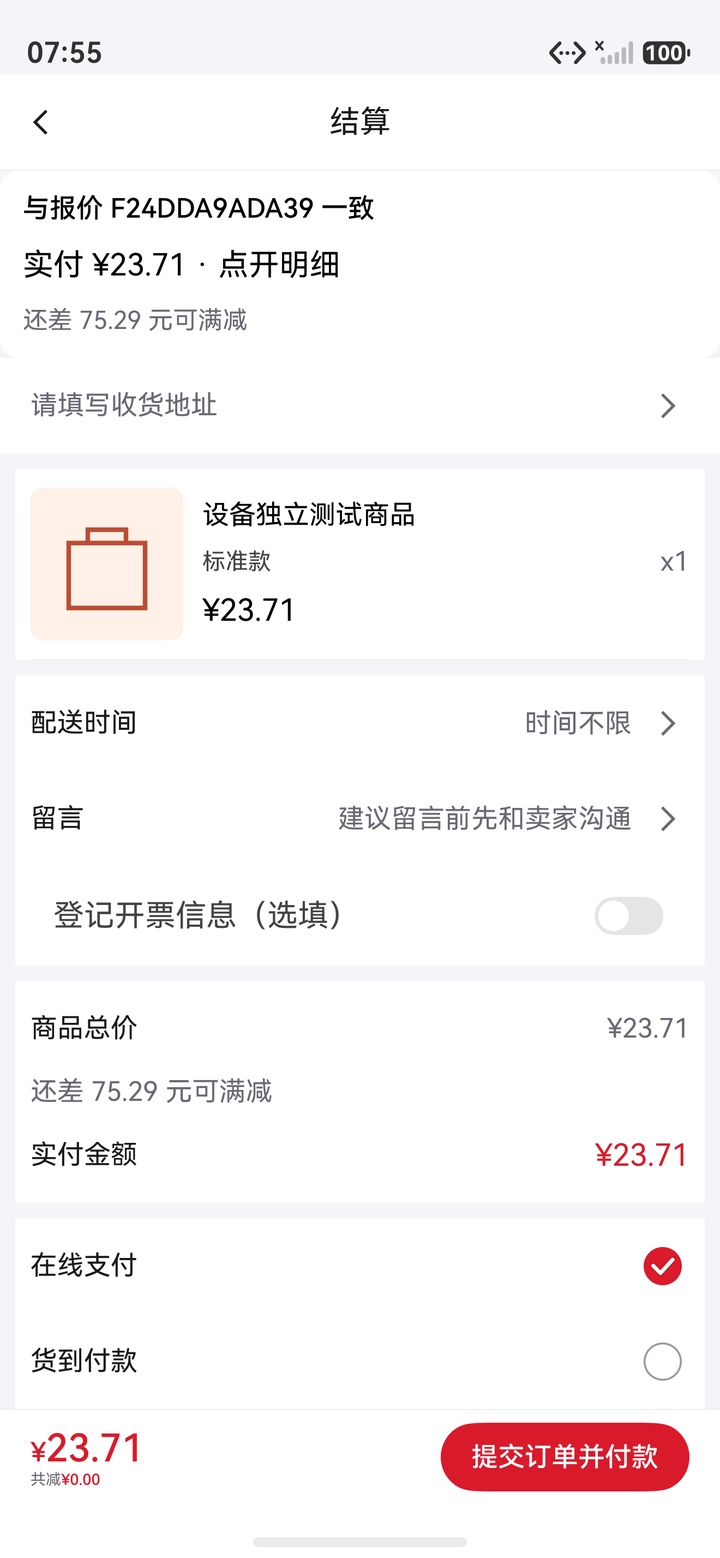 07:55
100
结算
与报价 F24DDA9ADA39 一致
实付 ¥23.71 · 点开明细
还差 75.29 元可满减
请填写收货地址
设备独立测试商品
标准款 x1
¥23.71
配送时间 时间不限
留言 建议留言前先和卖家沟通
登记开票信息（选填）
商品总价 ¥23.71
还差 75.29 元可满减
实付金额 ¥23.71
在线支付
货到付款
¥23.71
共减¥0.00
提交订单并付款